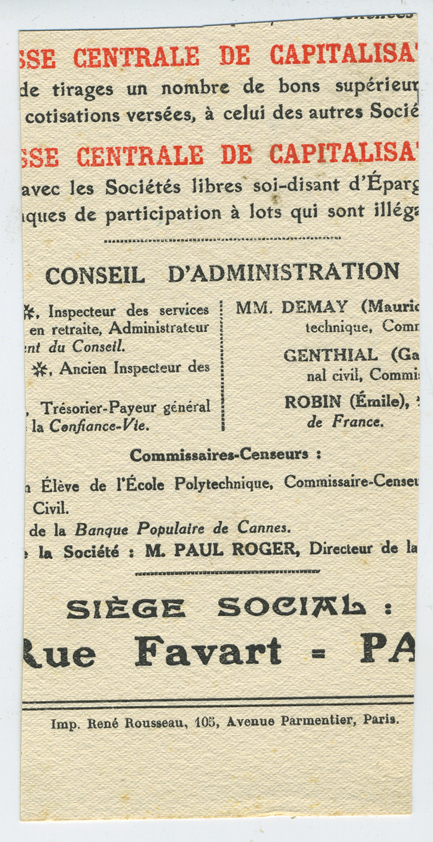 SSE CENTRALE DE CAPITALISA
de tirages un nombre de bons supérieur
cotisations versées, à celui des autres Socié
SSE CENTRALE DE CAPITALISA
avec les Sociétés libres soi-disant d'Éparg
iques de participation à lots qui sont illéga
CONSEIL D'ADMINISTRATION
✻, Inspecteur des services
en retraite, Administrateur
ent du Conseil.
✻, Ancien Inspecteur des
, Trésorier-Payeur général
la Confiance-Vie.
MM. DEMAY (Mauric
technique, Comm
GENTHIAL (Ga
nal civil, Commis
ROBIN (Émile),
de France.
Commissaires-Censeurs :
n Élève de l'École Polytechnique, Commissaire-Censeu
Civil.
de la Banque Populaire de Cannes.
e la Société : M. PAUL ROGER, Directeur de la
SIÈGE SOCIAL :
Rue Favart = PA
Imp. René Rousseau, 105, Avenue Parmentier, Paris.